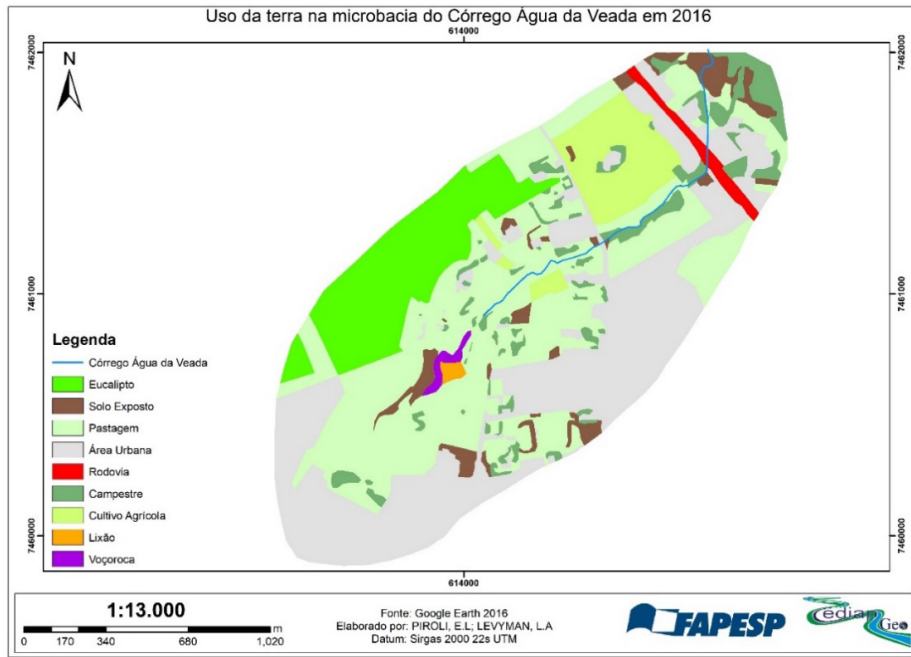 Uso da terra na microbacia do Córrego Água da Veada em 2016
614000
7462000
7462000
N
7461000
7461000
Legenda
Córrego Água da Veada
Eucalipto
Solo Exposto
Pastagem
Área Urbana
Rodovia
Campestre
Cultivo Agrícola
Lixão
Voçoroca
7460000
7460000
614000
1:13.000
0 170 340 680 1,020
Fonte: Google Earth 2016
Elaborado por: PIROLI, E.L; LEVYMAN, L.A
Datum: Sirgas 2000 22s UTM
FAPESP
Cediap
Geo